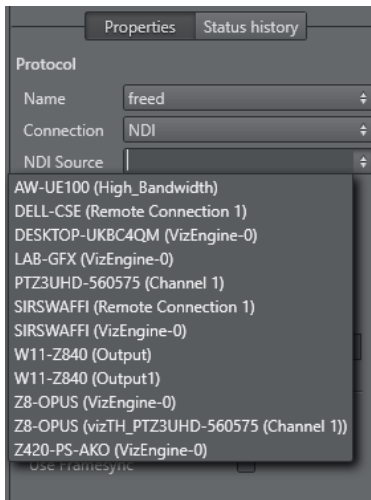 Properties Status history
Protocol
Name freed
Connection NDI
NDI Source
AW-UE100 (High_Bandwidth)
DELL-CSE (Remote Connection 1)
DESKTOP-UKBC4QM (VizEngine-0)
LAB-GFX (VizEngine-0)
PTZ3UHD-560575 (Channel 1)
SIRSWAFFI (Remote Connection 1)
SIRSWAFFI (VizEngine-0)
W11-Z840 (Output)
W11-Z840 (Output1)
Z8-OPUS (VizEngine-0)
Z8-OPUS (vizTH_PTZ3UHD-560575 (Channel 1))
Z420-PS-AKO (VizEngine-0)
Use Framesync